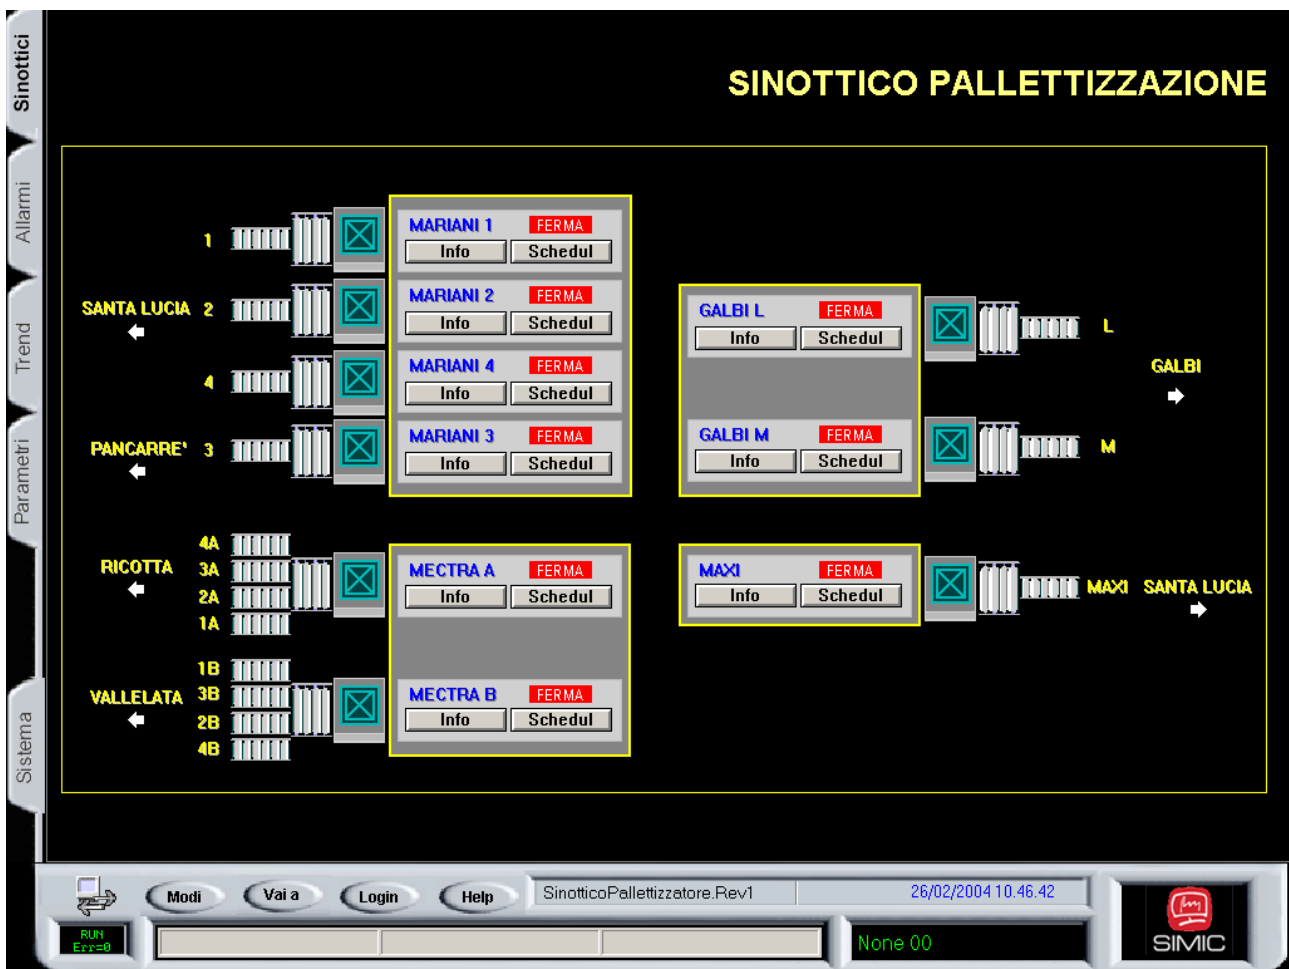 Sinottici
Allarmi
Trend
Parametri
Sistema
SINOTTICO PALLETTIZZAZIONE
1
SANTA LUCIA 2
4
PANCARRE' 3
MARIANI 1 FERMA
Info Schedul
MARIANI 2 FERMA
Info Schedul
MARIANI 4 FERMA
Info Schedul
MARIANI 3 FERMA
Info Schedul
GALBI L FERMA
Info Schedul
L
GALBI
GALBI M FERMA
Info Schedul
M
4A
RICOTTA 3A
2A
1A
MECTRA A FERMA
Info Schedul
1B
VALLELATA 3B
2B
4B
MECTRA B FERMA
Info Schedul
MAXI FERMA
Info Schedul
MAXI SANTA LUCIA
Modi Vai a Login Help
SinotticoPallettizzatore.Rev1 26/02/2004 10.46.42
RUN
Err=0
None 00
SIMIC